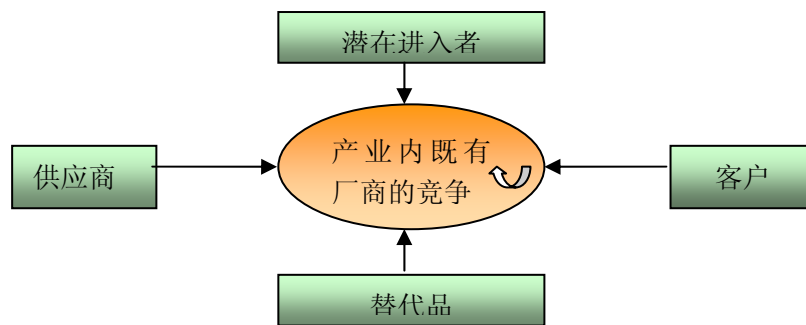 潜在进入者
供应商
产业内既有
厂商的竞争
客户
替代品